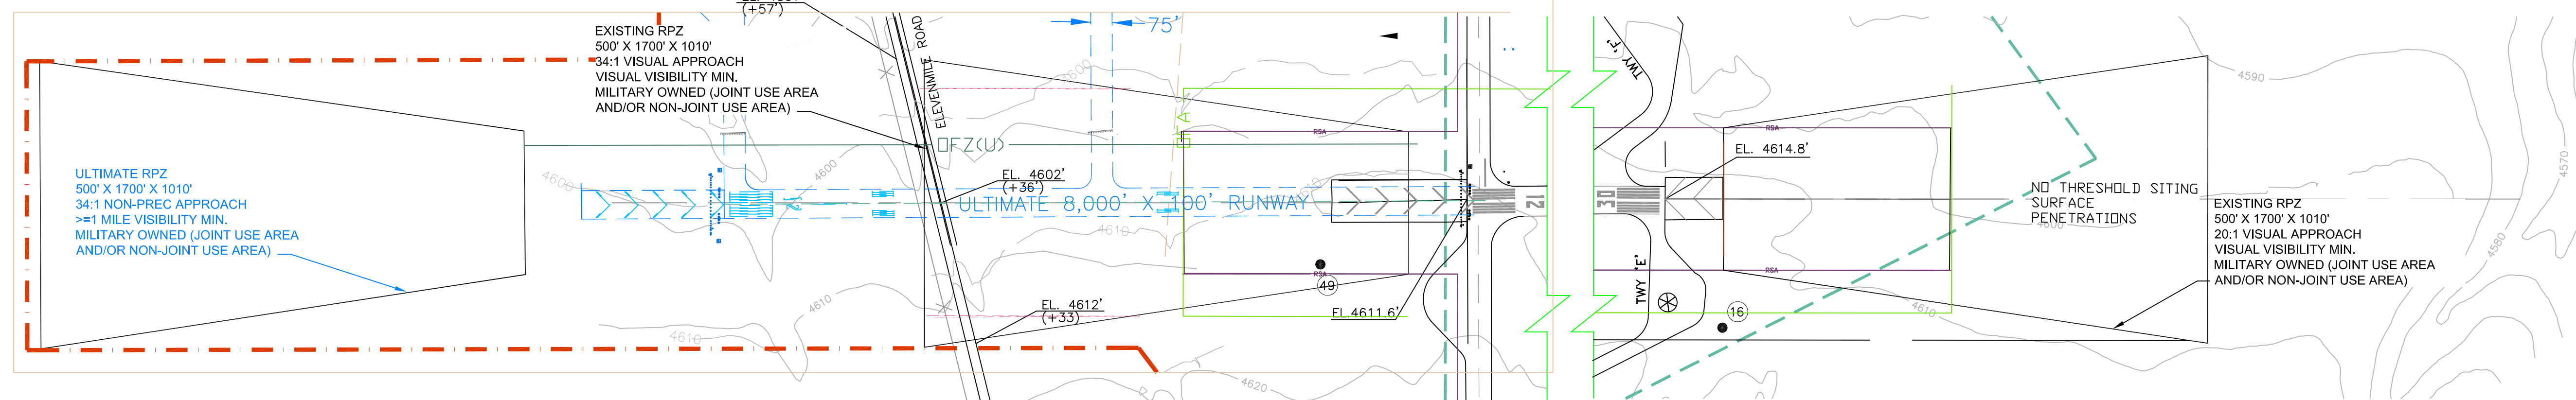 (+57')
EXISTING RPZ
500' X 1700' X 1010'
34:1 VISUAL APPROACH
VISUAL VISIBILITY MIN.
MILITARY OWNED (JOINT USE AREA
AND/OR NON-JOINT USE AREA)
ELEVENMILE ROAD
75'
4600
OFZ(U)
RSA
ULTIMATE RPZ
500' X 1700' X 1010'
34:1 NON-PREC APPROACH
>=1 MILE VISIBILITY MIN.
MILITARY OWNED (JOINT USE AREA
AND/OR NON-JOINT USE AREA)
4600
4600
EL. 4602'
(+36')
ULTIMATE 8,000' X 100' RUNWAY
4610
4610
4610
EL. 4612'
(+33)
RSA
49
EL.4611.6'
4620
12
30
TWY 'F'
TWY 'E'
RSA
EL. 4614.8'
RSA
16
4610
NO THRESHOLD SITING
SURFACE
PENETRATIONS
4600
4590
4580
4570
EXISTING RPZ
500' X 1700' X 1010'
20:1 VISUAL APPROACH
VISUAL VISIBILITY MIN.
MILITARY OWNED (JOINT USE AREA
AND/OR NON-JOINT USE AREA)